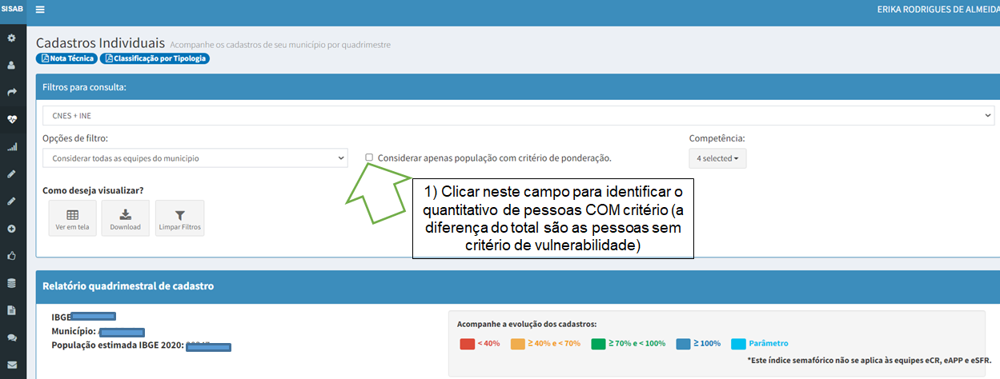 SISAB
ERIKA RODRIGUES DE ALMEIDA
Cadastros Individuais Acompanhe os cadastros de seu município por quadrimestre
Nota Técnica Classificação por Tipologia
Filtros para consulta:
CNES + INE
Opções de filtro:
Competência:
Considerar todas as equipes do município
Considerar apenas população com critério de ponderação.
4 selected
1) Clicar neste campo para identificar o
quantitativo de pessoas COM critério (a
diferença do total são as pessoas sem
critério de vulnerabilidade)
Como deseja visualizar?
Ver em tela
Download
Limpar Filtros
Relatório quadrimestral de cadastro
IBGE
Município:
População estimada IBGE 2020:
Acompanhe a evolução dos cadastros:
< 40% ≥ 40% e < 70% ≥ 70% e < 100% ≥ 100% Parâmetro
*Este índice semafórico não se aplica às equipes eCR, eAPP e eSFR.